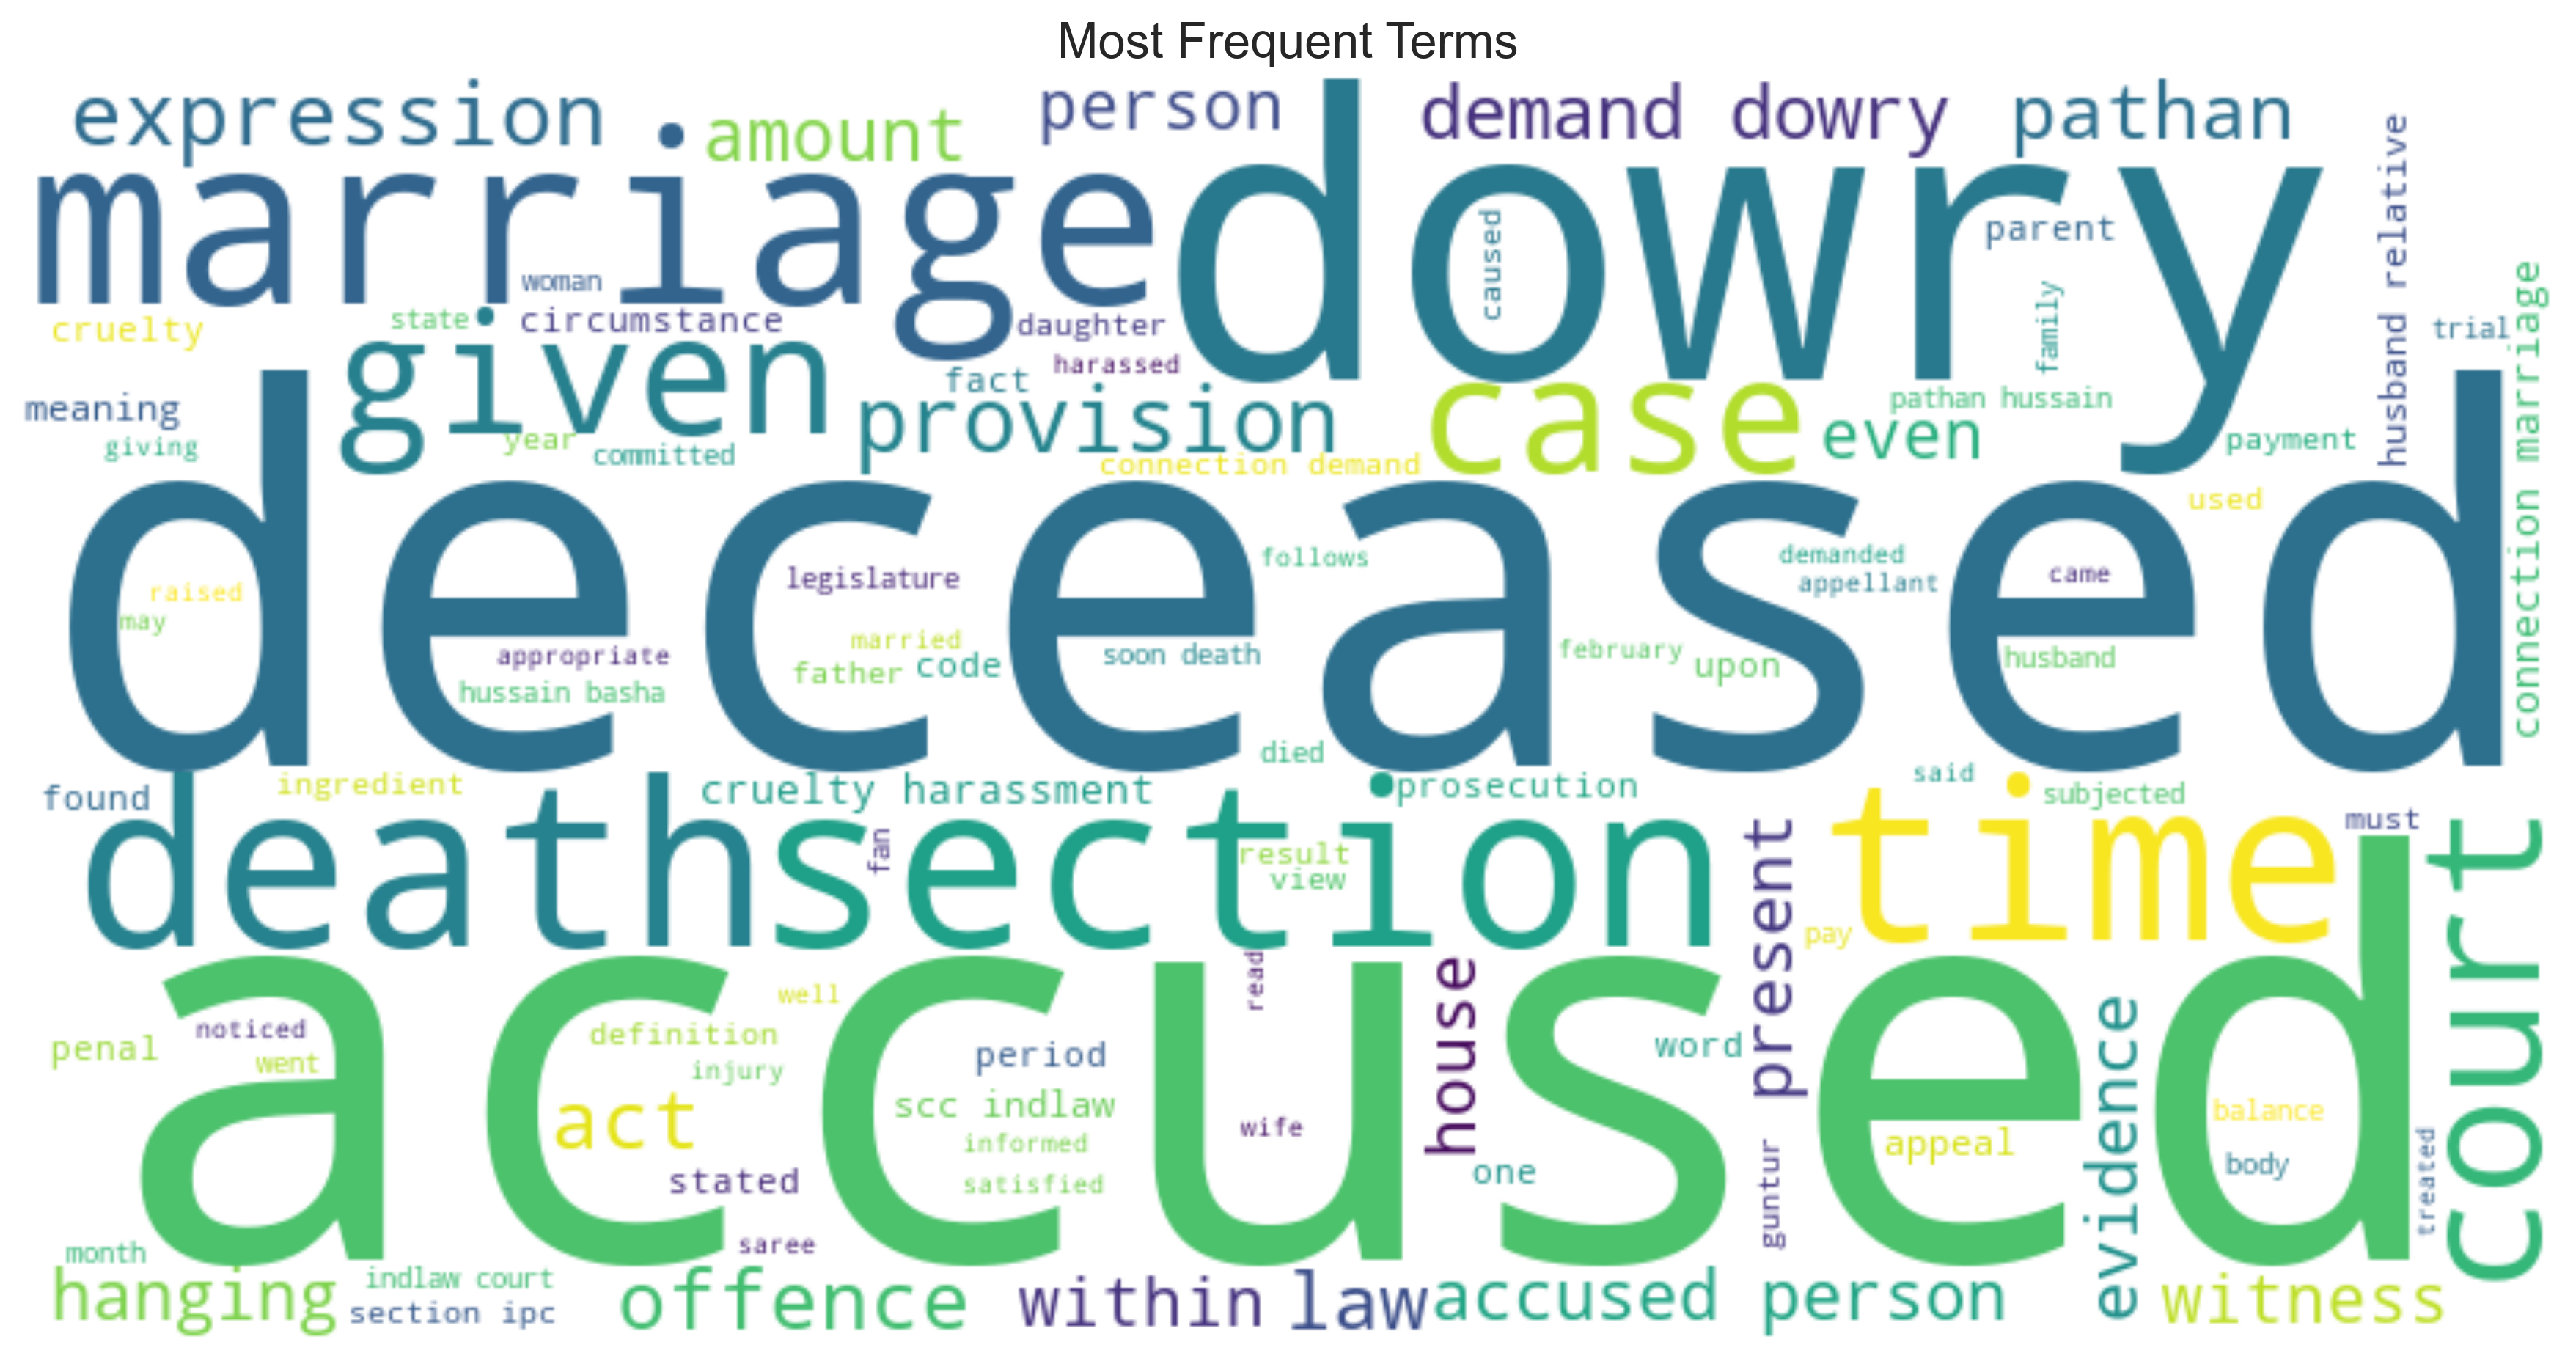 Most Frequent Terms
expression
amount
person
demand dowry
pathan
marriage
dowry
caused
parent
husband relative
woman
family
connection marriage
cruelty
state
circumstance
daughter
trial
given
harassed
fact
meaning
provision
case
pathan hussain
even
giving
year
committed
connection demand
payment
deceased
used
follows
demanded
legislature
appellant
came
raised
may
married
appropriate
father
code
soon death
february
upon
husband
hussain basha
died
found
ingredient
cruelty harassment
prosecution
said
subjected
death
section
time
must
fan
result
view
present
court
pay
accused
read
house
well
noticed
definition
word
evidence
penal
went
injury
period
act
scc indlaw
balance
informed
wife
appeal
stated
satisfied
one
guntur
body
treated
month
saree
hanging
indlaw court
section ipc
offence
within
law
accused person
witness